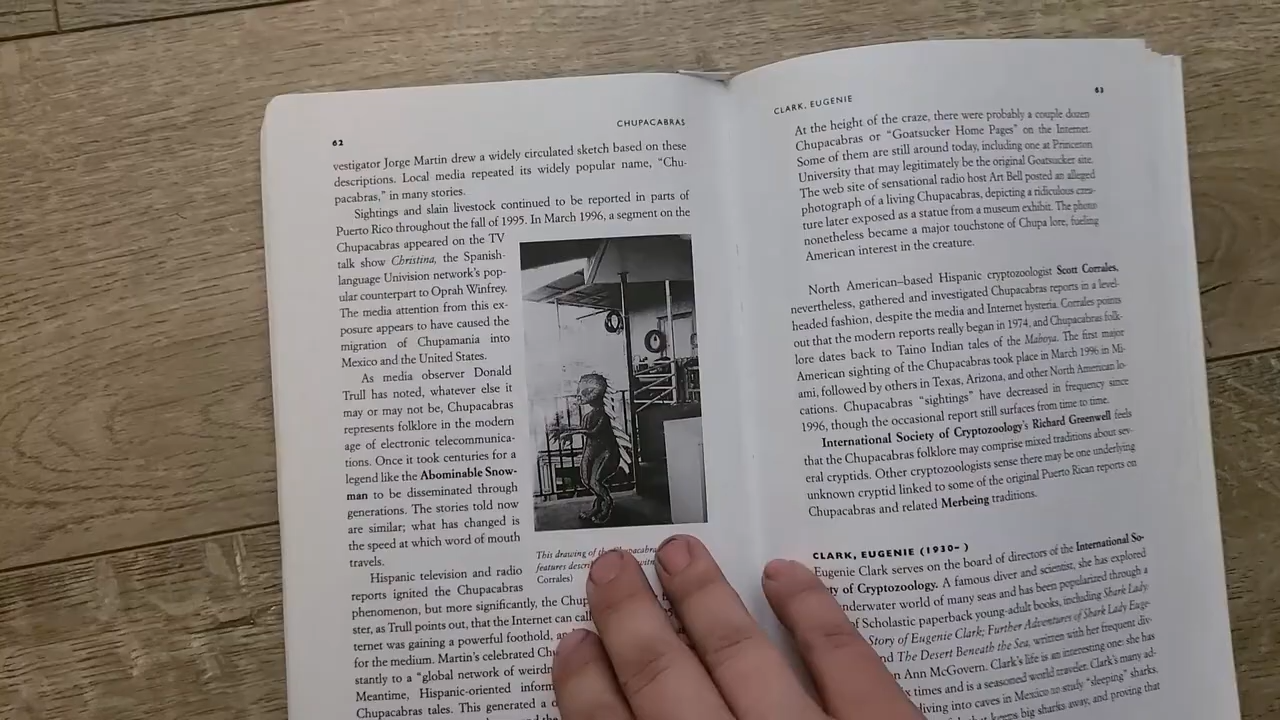 62
CHUPACABRAS
vestigator Jorge Martin drew a widely circulated sketch based on these
descriptions. Local media repeated its widely popular name, “Chu-
pacabras,” in many stories.
Sightings and slain livestock continued to be reported in parts of
Puerto Rico throughout the fall of 1995. In March 1996, a segment on the
Chupacabras appeared on the TV
talk show Christina, the Spanish-
language Univision network's pop-
ular counterpart to Oprah Winfrey.
The media attention from this ex-
posure appears to have caused the
migration of Chupamania into
Mexico and the United States.
As media observer Donald
Trull has noted, whatever else it
may or may not be, Chupacabras
represents folklore in the modern
age of electronic telecommunica-
tions. Once it took centuries for a
legend like the Abominable Snow-
man to be disseminated through
generations. The stories told now
are similar; what has changed is
the speed at which word of mouth
travels.
Hispanic television and radio
reports ignited the Chupacabras
phenomenon, but more significantly, the Chup
ster, as Trull points out, that the Internet can call
ternet was gaining a powerful foothold,
for the medium. Martin's celebrated Chu
stantly to a “global network of weirdn
Meantime, Hispanic-oriented inform
Chupacabras tales. This generated a
This drawing of the Chupacabra
features descri
Corrales)
CLARK, EUGENIE
63
At the height of the craze, there were probably a couple dozen
Chupacabras or “Goatsucker Home Pages” on the Internet.
Some of them are still around today, including one at Princeton
University that may legitimately be the original Goatsucker site.
The web site of sensational radio host Art Bell posted an alleged
photograph of a living Chupacabras, depicting a ridiculous crea-
ture later exposed as a statue from a museum exhibit. The photo
nonetheless became a major touchstone of Chupa lore, fueling
American interest in the creature.
North American–based Hispanic cryptozoologist Scott Corrales,
nevertheless, gathered and investigated Chupacabras reports in a level-
headed fashion, despite the media and Internet hysteria. Corrales points
out that the modern reports really began in 1974, and Chupacabras folk-
lore dates back to Taino Indian tales of the Maboya. The first major
American sighting of the Chupacabras took place in March 1996 in Mi-
ami, followed by others in Texas, Arizona, and other North American lo-
cations. Chupacabras “sightings” have decreased in frequency since
1996, though the occasional report still surfaces from time to time.
International Society of Cryptozoology's Richard Greenwell feels
that the Chupacabras folklore may comprise mixed traditions about sev-
eral cryptids. Other cryptozoologists sense there may be one underlying
unknown cryptid linked to some of the original Puerto Rican reports on
Chupacabras and related Merbeing traditions.
CLARK, EUGENIE (1930– )
Eugenie Clark serves on the board of directors of the International So-
ty of Cryptozoology. A famous diver and scientist, she has explored
nderwater world of many seas and has been popularized through a
of Scholastic paperback young-adult books, including Shark Lady:
Story of Eugenie Clark; Further Adventures of Shark Lady Euge-
nd The Desert Beneath the Sea, written with her frequent div-
n Ann McGovern. Clark's life is an interesting one: she has
x times and is a seasoned world traveler. Clark's many ad-
living into caves in Mexico to study “sleeping” sharks,
keeps big sharks away, and proving that